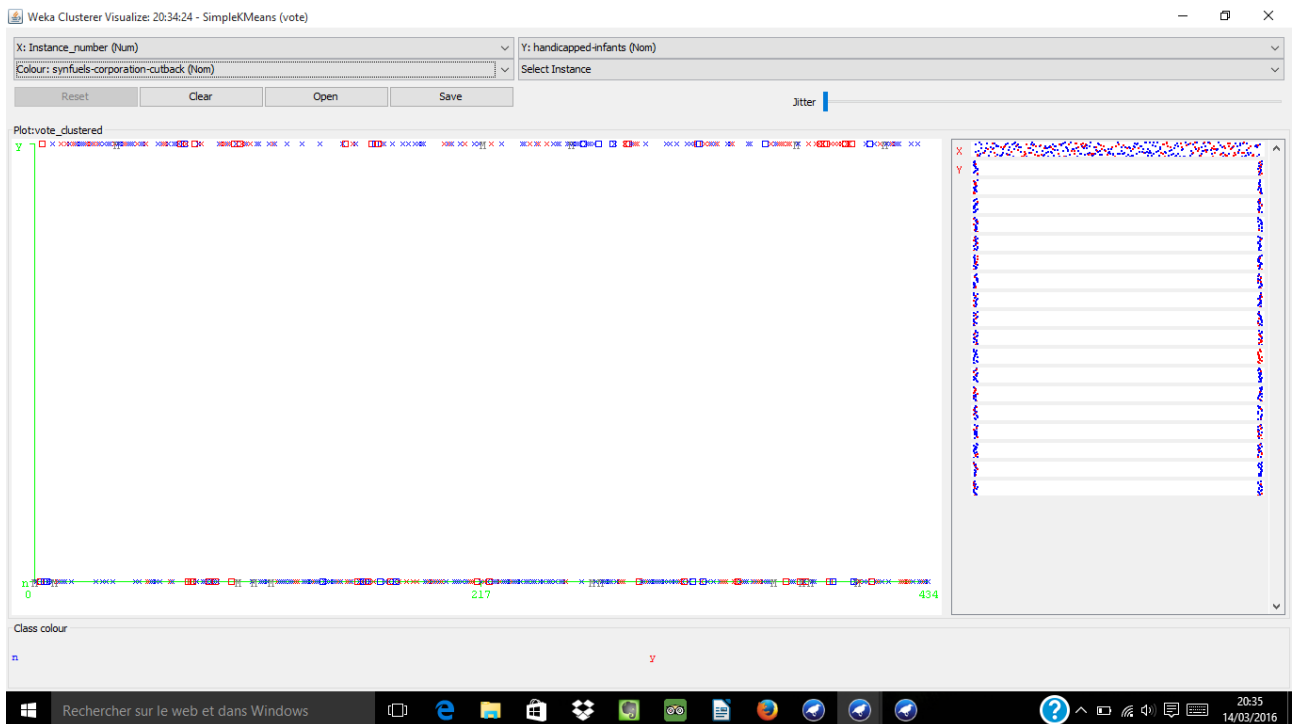 Weka Clusterer Visualize: 20:34:24 - SimpleKMeans (vote)
X: Instance_number (Num) Y: handicapped-infants (Nom)
Colour: synfuels-corporation-cutback (Nom) Select Instance
Reset Clear Open Save Jitter
Plot:vote_clustered
y
X
Y
n
0 217 434
Class colour
n y
Rechercher sur le web et dans Windows 20:35
14/03/2016